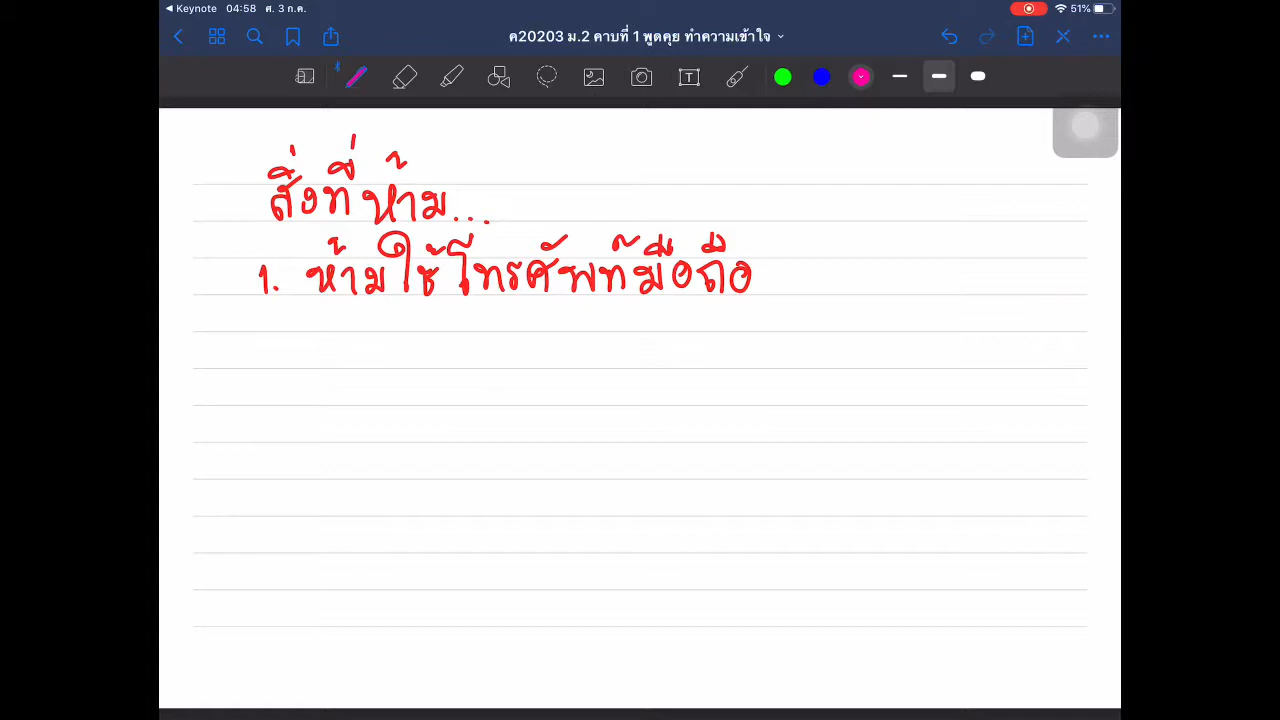 Keynote 04:58 ศ. 3 ก.ค. 51%
ค20203 ม.2 คาบที่ 1 พูดคุย ทำความเข้าใจ
สิ่งที่ห้าม...
1. ห้ามใช้โทรศัพท์มือถือ